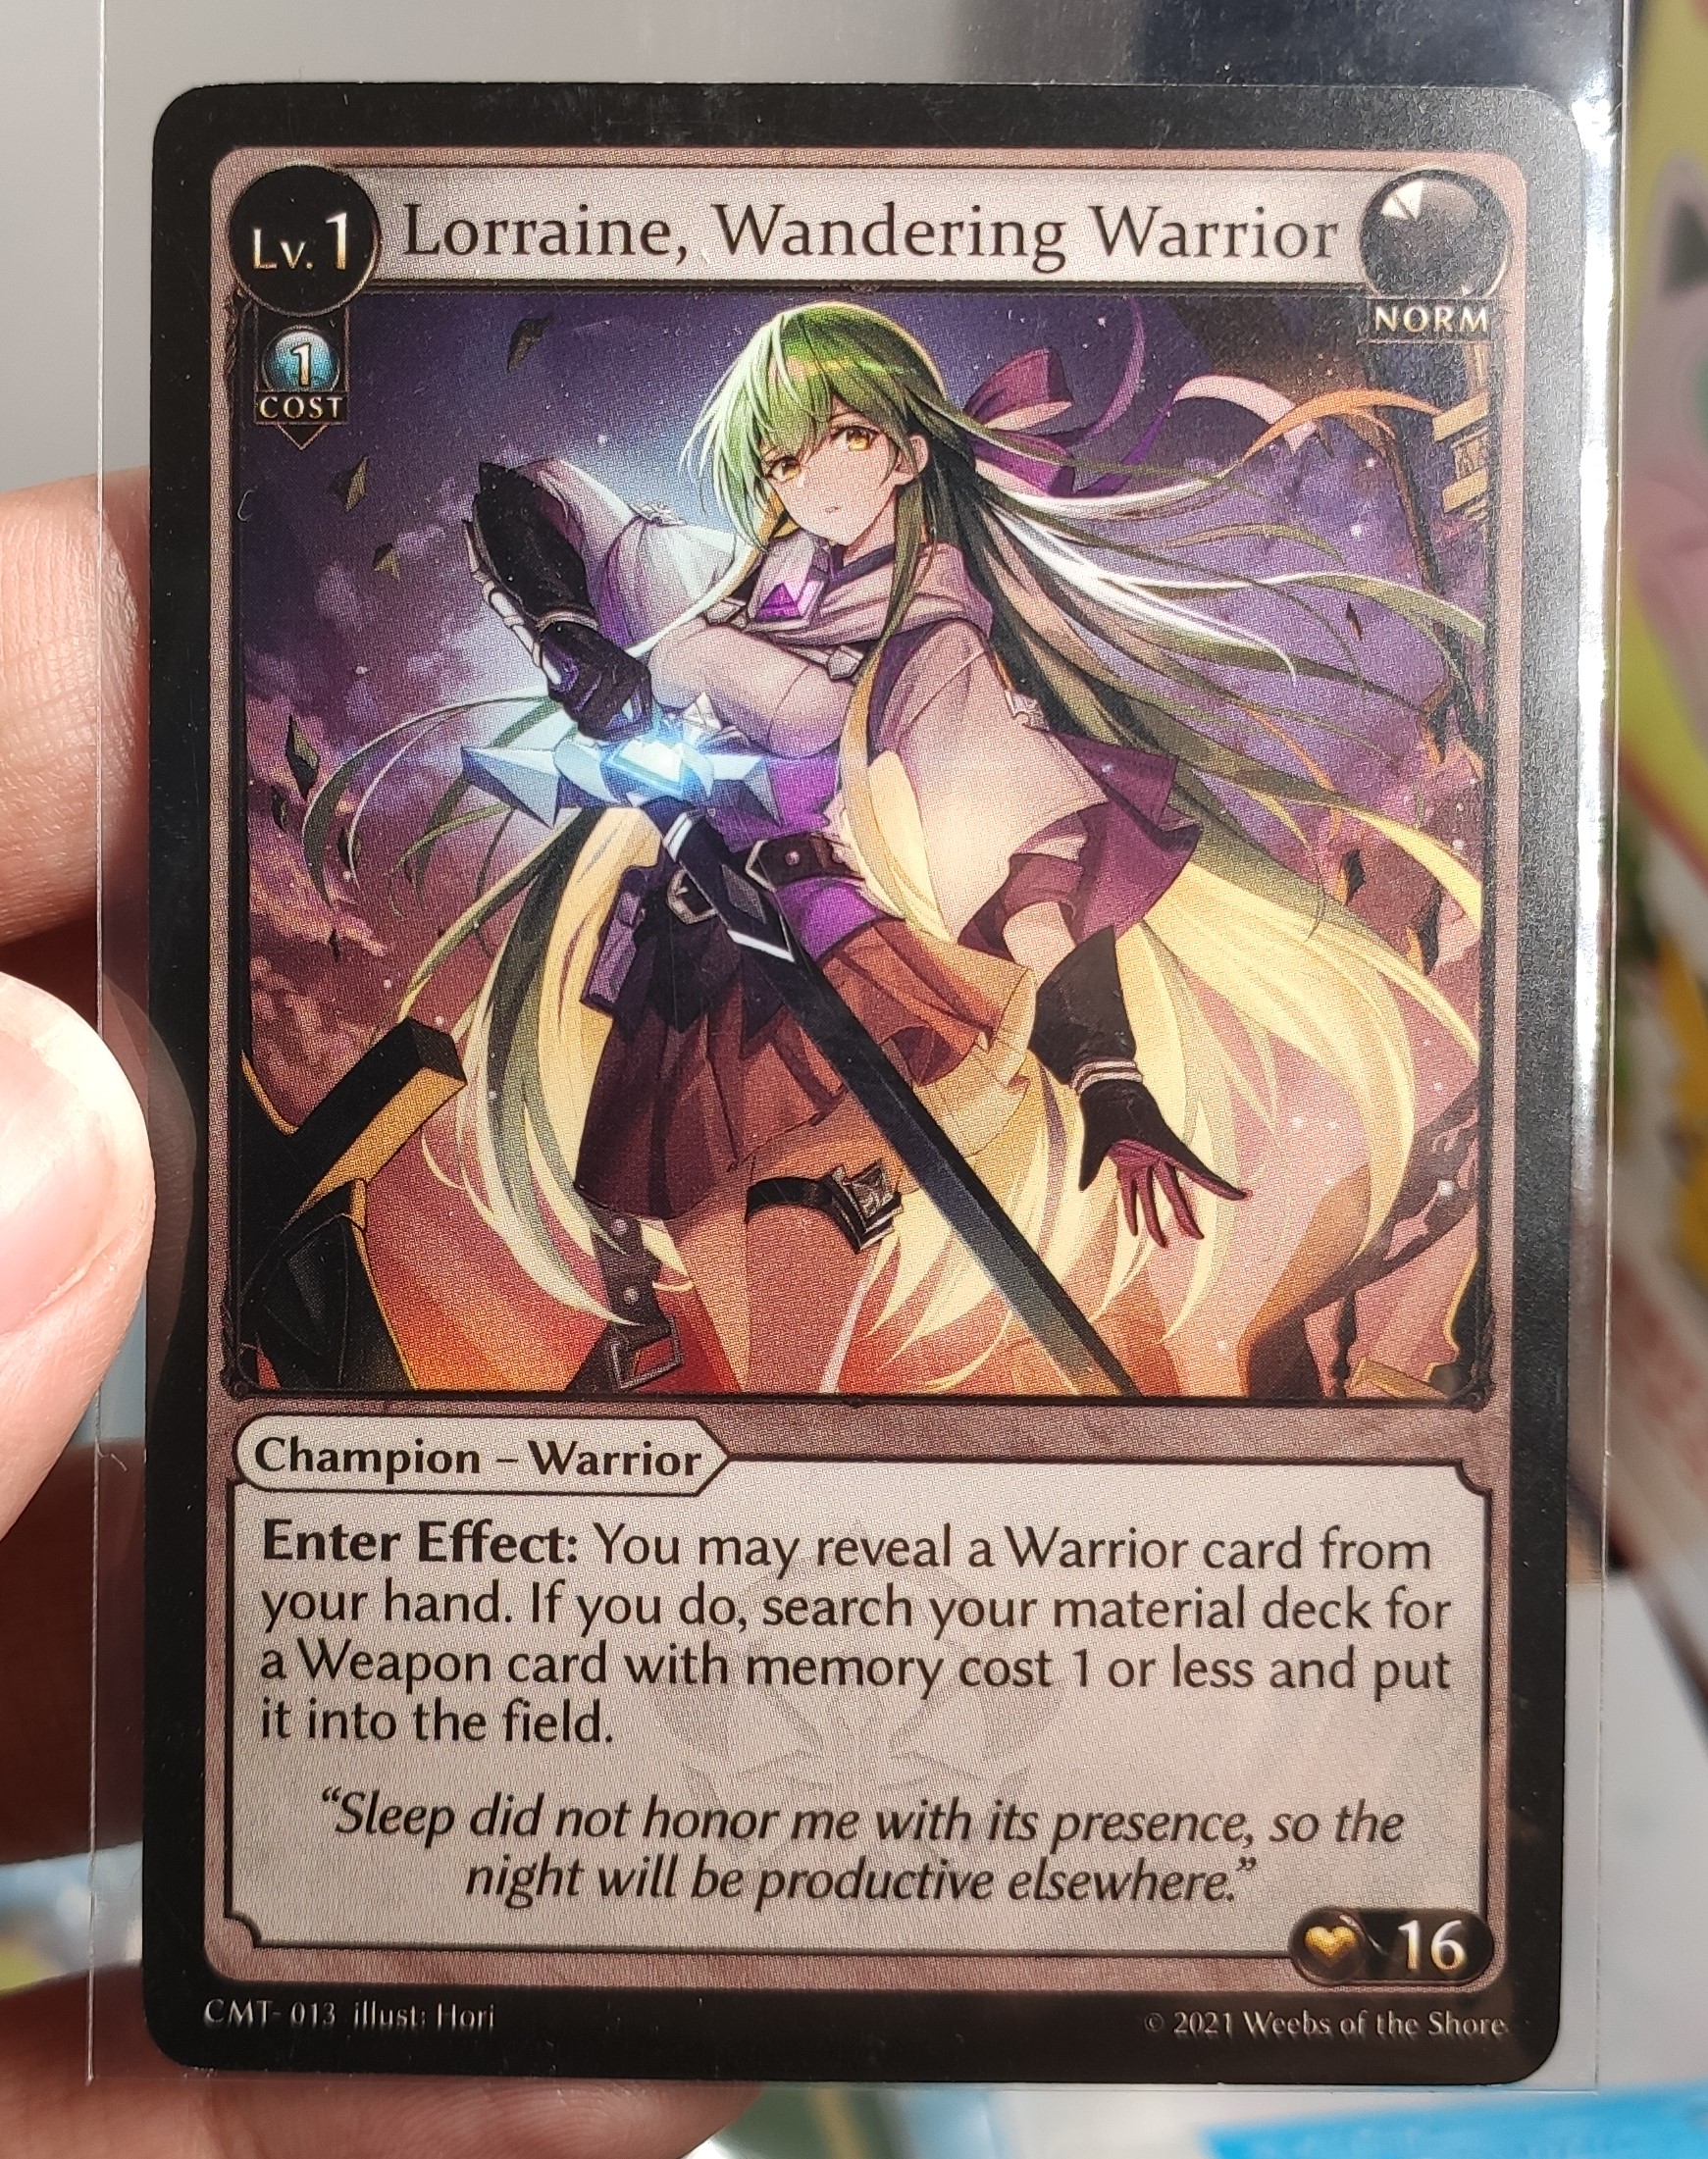 Lv. 1
Lorraine, Wandering Warrior
NORM
1
COST
Champion – Warrior
Enter Effect: You may reveal a Warrior card from
your hand. If you do, search your material deck for
a Weapon card with memory cost 1 or less and put
it into the field.
“Sleep did not honor me with its presence, so the
night will be productive elsewhere.”
16
CMT- 013 illust: Hori
© 2021 Weebs of the Shore